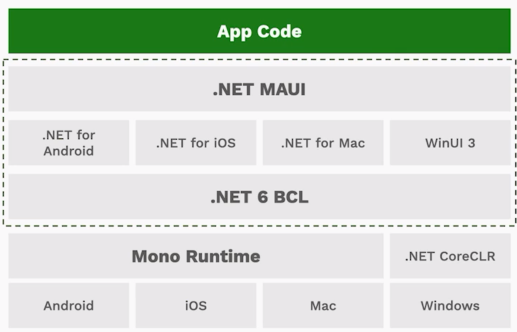 App Code
.NET MAUI
.NET for
Android
.NET for iOS
.NET for Mac
WinUI 3
.NET 6 BCL
Mono Runtime
.NET CoreCLR
Android
iOS
Mac
Windows